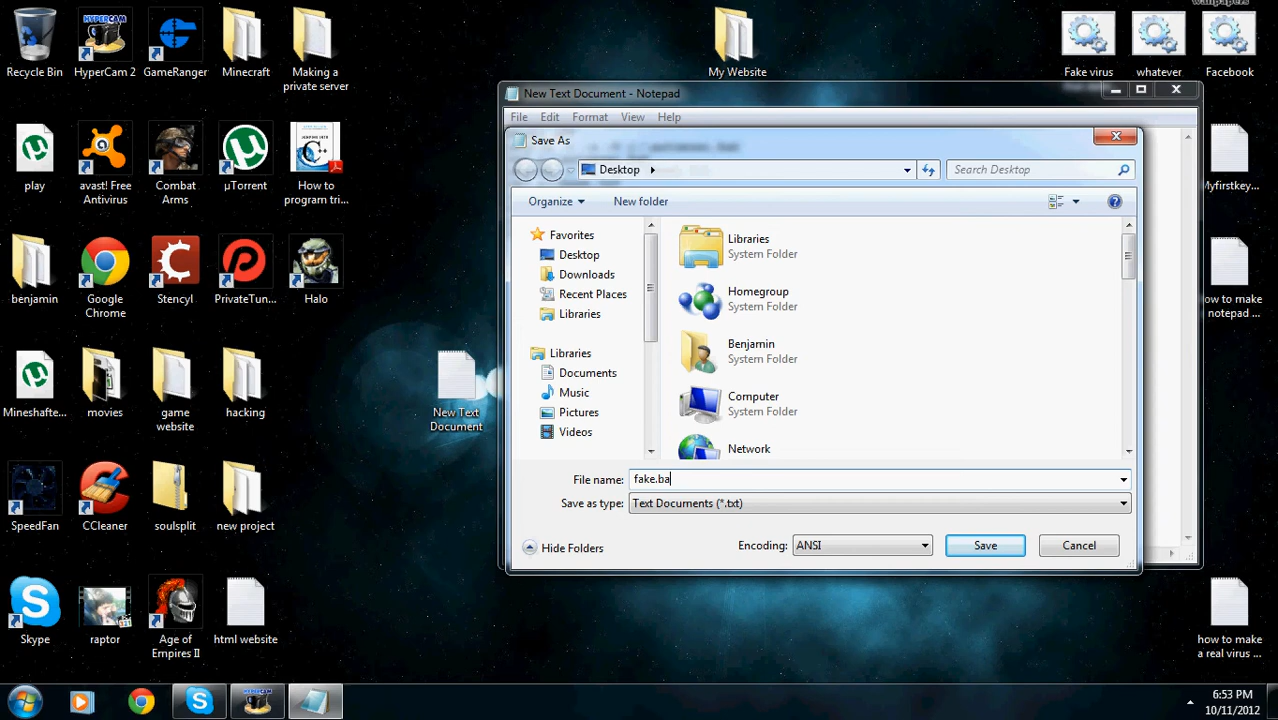 wallpapers
Recycle Bin
HyperCam 2
GameRanger
Minecraft
Making a
private server
My Website
Fake virus
whatever
Facebook
New Text Document - Notepad
File Edit Format View Help
Save As
Desktop
Search Desktop
Organize
New folder
play
avast! Free
Antivirus
Combat
Arms
µTorrent
How to
program tri...
Myfirstkey...
Favorites
Desktop
Downloads
Recent Places
Libraries
Libraries
Documents
Music
Pictures
Videos
Libraries
System Folder
Homegroup
System Folder
Benjamin
System Folder
Computer
System Folder
Network
benjamin
Google
Chrome
Stencyl
PrivateTun...
Halo
how to make
notepad ...
Mineshafte...
movies
game
website
hacking
New Text
Document
File name: fake.ba
Save as type: Text Documents (*.txt)
Hide Folders
Encoding: ANSI
Save
Cancel
SpeedFan
CCleaner
soulsplit
new project
Skype
raptor
Age of
Empires II
html website
how to make
a real virus ...
6:53 PM
10/11/2012